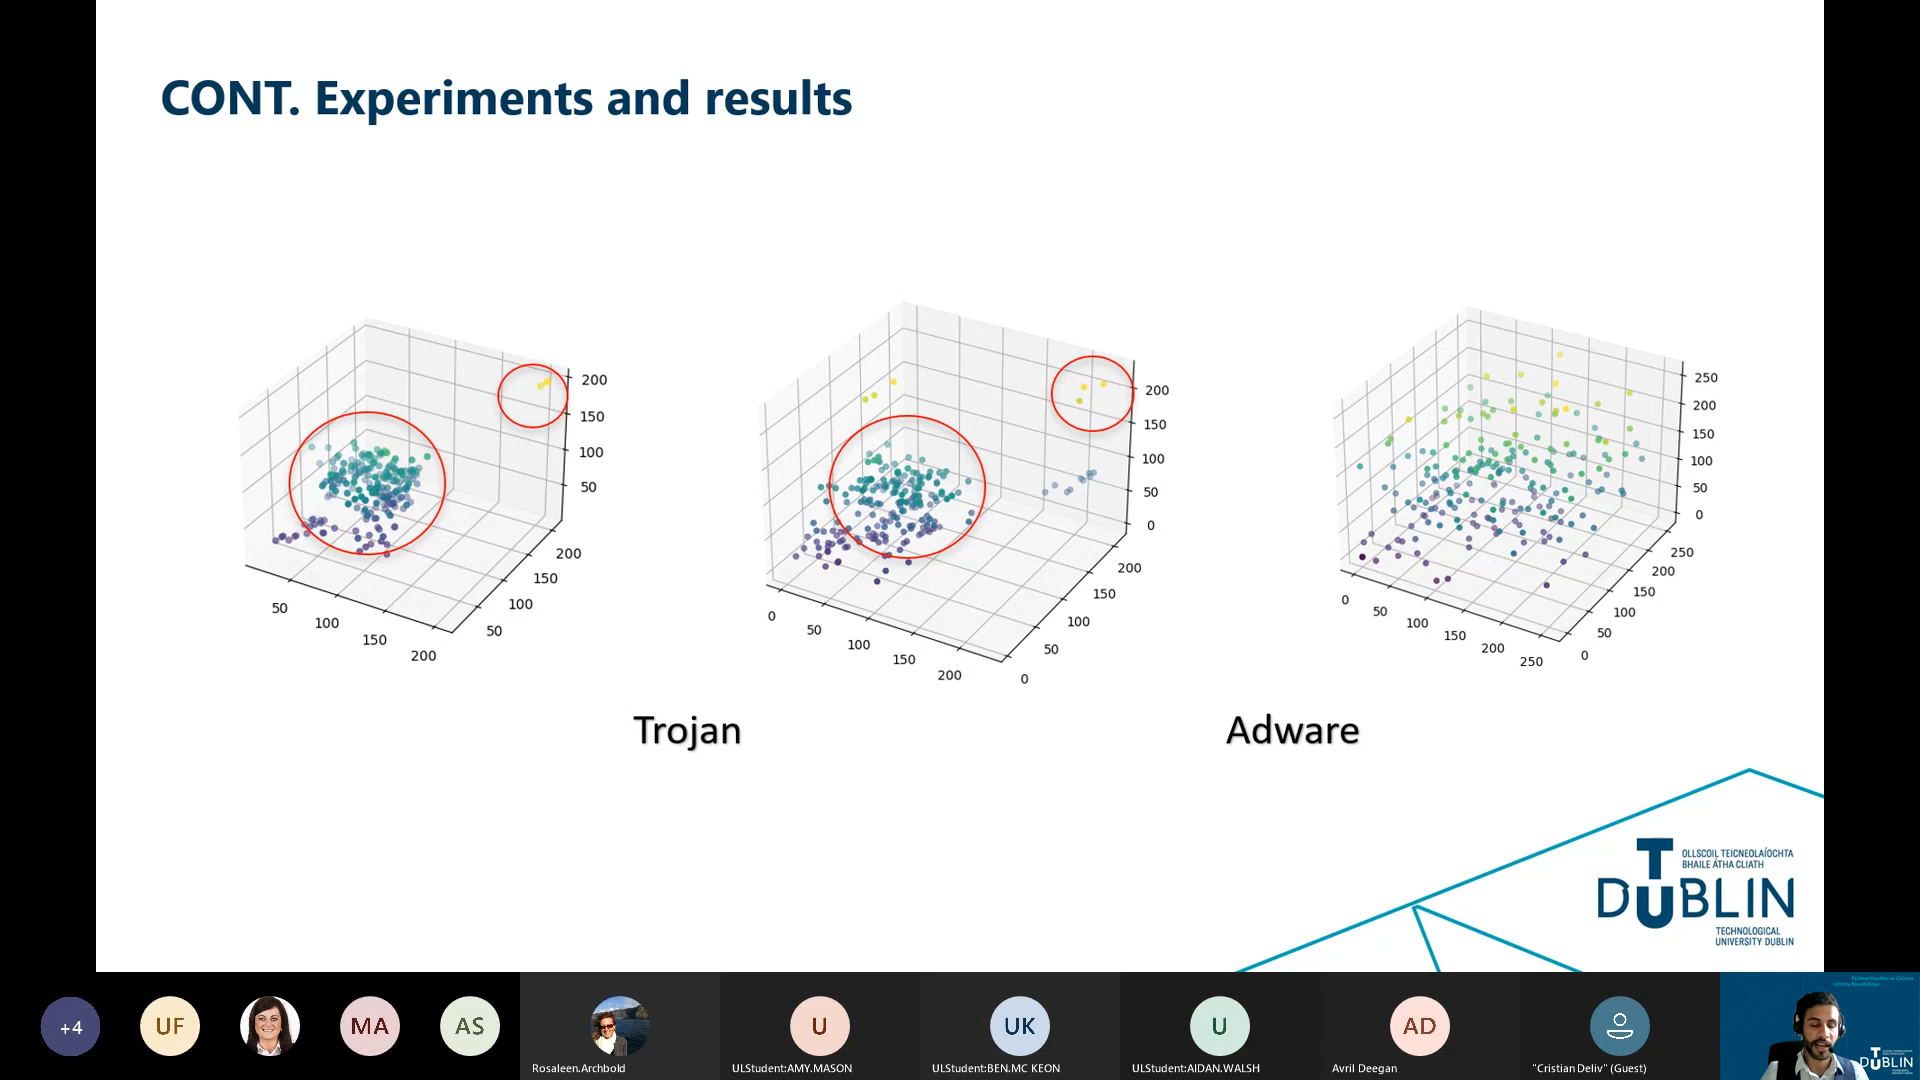 CONT. Experiments and results
200
150
100
50
200
150
100
50
50
100
150
200
200
150
100
50
0
200
150
100
50
0
0
50
100
150
200
250
200
150
100
50
0
250
200
150
100
50
0
0
50
100
150
200
250
Trojan
Adware
OLLSCOIL TEICNEOLAÍOCHTA
BHAILE ÁTHA CLIATH
TU DUBLIN
TECHNOLOGICAL
UNIVERSITY DUBLIN
+4
UF
MA
AS
U
UK
U
AD
Rosaleen.Archbold
ULStudent:AMY.MASON
ULStudent:BEN.MC KEON
ULStudent:AIDAN.WALSH
Avril Deegan
"Cristian Deliv" (Guest)
DUBLIN